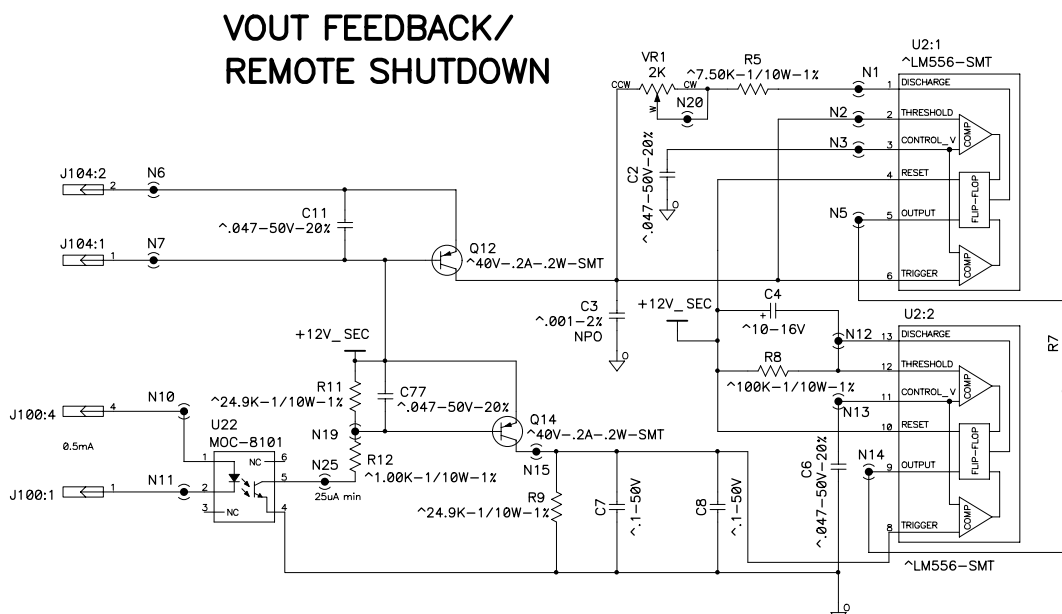 VOUT FEEDBACK/
REMOTE SHUTDOWN
U2:1
^LM556-SMT
VR1
2K
R5
^7.50K-1/10W-1%
CCW
CW
W
N20
N1
1
DISCHARGE
N2
2
THRESHOLD
COMP
N3
3
CONTROL_V
C2
^.047-50V-20%
0
4
RESET
FLIP-FLOP
N5
5
OUTPUT
COMP
6
TRIGGER
J104:2
2
N6
C11
^.047-50V-20%
J104:1
1
N7
Q12
^40V-.2A-.2W-SMT
C3
^.001-2%
NPO
0
+12V_SEC
C4
+
^10-16V
U2:2
N12
13
DISCHARGE
R7
R8
^100K-1/10W-1%
12
THRESHOLD
COMP
N13
11
CONTROL_V
C6
^.047-50V-20%
10
RESET
FLIP-FLOP
N14
9
OUTPUT
COMP
8
TRIGGER
^LM556-SMT
0
+12V_SEC
R11
^24.9K-1/10W-1%
C77
^.047-50V-20%
N10
J100:4
4
0.5mA
U22
MOC-8101
N19
Q14
^40V-.2A-.2W-SMT
R12
^1.00K-1/10W-1%
N15
1
NC
6
N25
5
25uA min
J100:1
1
N11
2
3
NC
4
R9
^24.9K-1/10W-1%
C7
^.1-50V
C8
^.1-50V